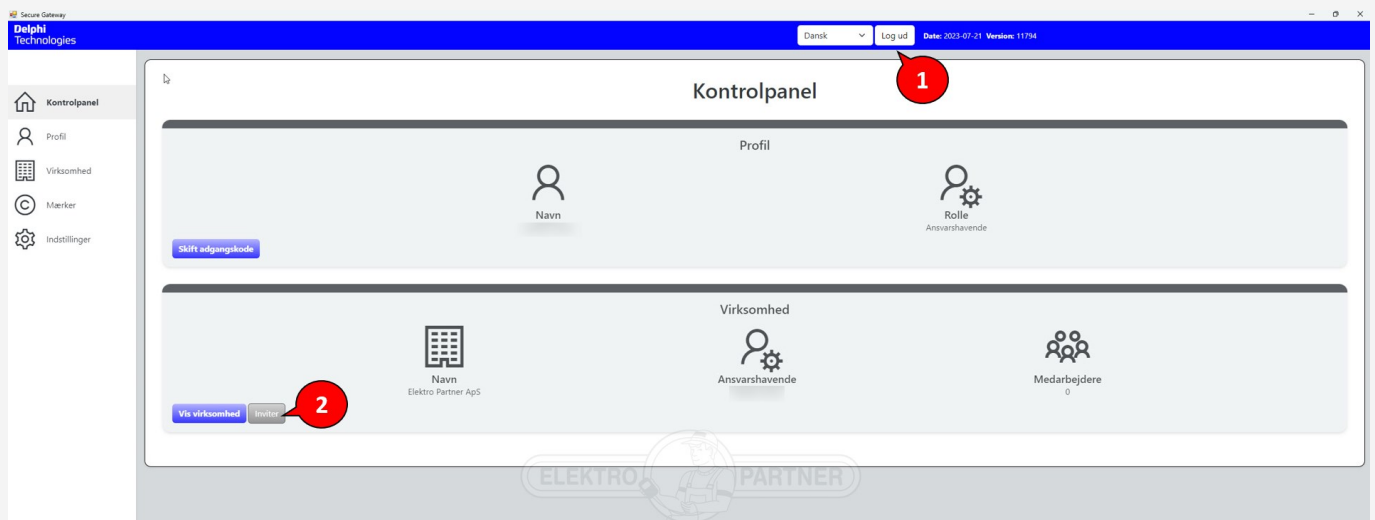 Secure Gateway
Delphi
Technologies
Dansk
Log ud
Date: 2023-07-21 Version: 11794
1
Kontrolpanel
Kontrolpanel
Profil
Virksomhed
Mærker
Indstillinger
Profil
Navn
Rolle
Ansvarshavende
Skift adgangskode
Virksomhed
Navn
Elektro Partner ApS
Ansvarshavende
Medarbejdere
0
Vis virksomhed
Inviter
2
ELEKTRO PARTNER